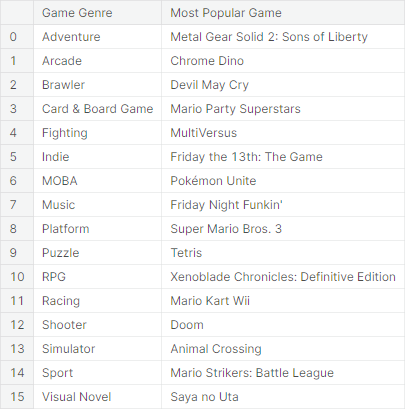 Game Genre Most Popular Game
0 Adventure Metal Gear Solid 2: Sons of Liberty
1 Arcade Chrome Dino
2 Brawler Devil May Cry
3 Card & Board Game Mario Party Superstars
4 Fighting MultiVersus
5 Indie Friday the 13th: The Game
6 MOBA Pokémon Unite
7 Music Friday Night Funkin'
8 Platform Super Mario Bros. 3
9 Puzzle Tetris
10 RPG Xenoblade Chronicles: Definitive Edition
11 Racing Mario Kart Wii
12 Shooter Doom
13 Simulator Animal Crossing
14 Sport Mario Strikers: Battle League
15 Visual Novel Saya no Uta